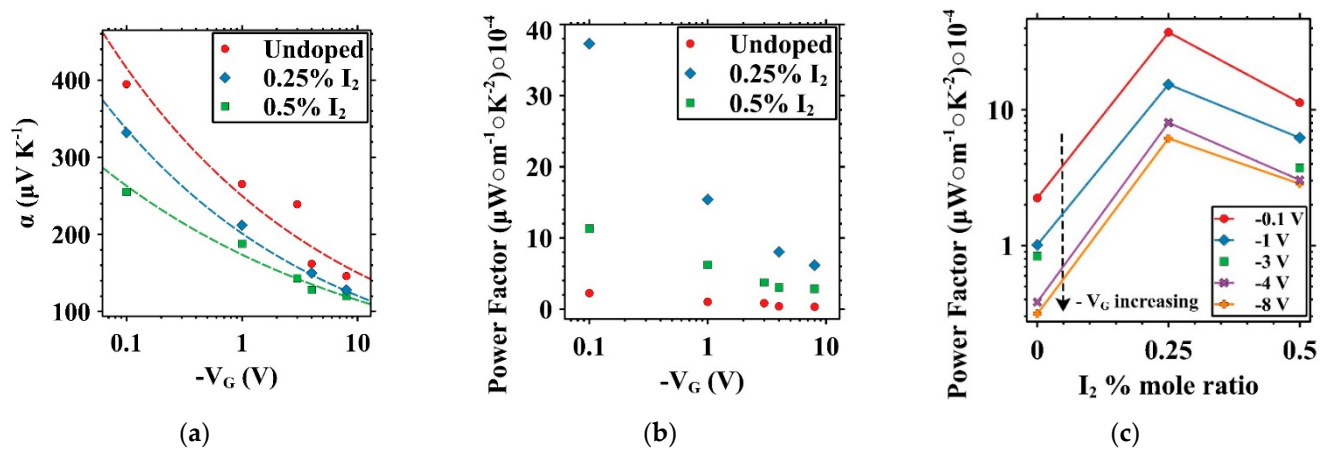 α (μV K⁻¹)
400
300
200
100
0.1
1
10
-V_G (V)
Undoped
0.25% I₂
0.5% I₂
(a)
Power Factor (μW○m⁻¹○K⁻²)○10⁻⁴
40
30
20
10
0
0.1
1
10
-V_G (V)
Undoped
0.25% I₂
0.5% I₂
(b)
Power Factor (μW○m⁻¹○K⁻²)○10⁻⁴
10
1
0
0.25
0.5
I₂ % mole ratio
- V_G increasing
-0.1 V
-1 V
-3 V
-4 V
-8 V
(c)